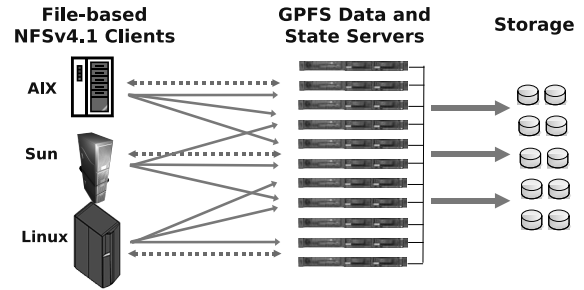 File-based
NFSv4.1 Clients
GPFS Data and
State Servers
Storage
AIX
Sun
Linux